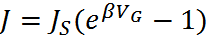 J = J_S(e^{βV_G} − 1)